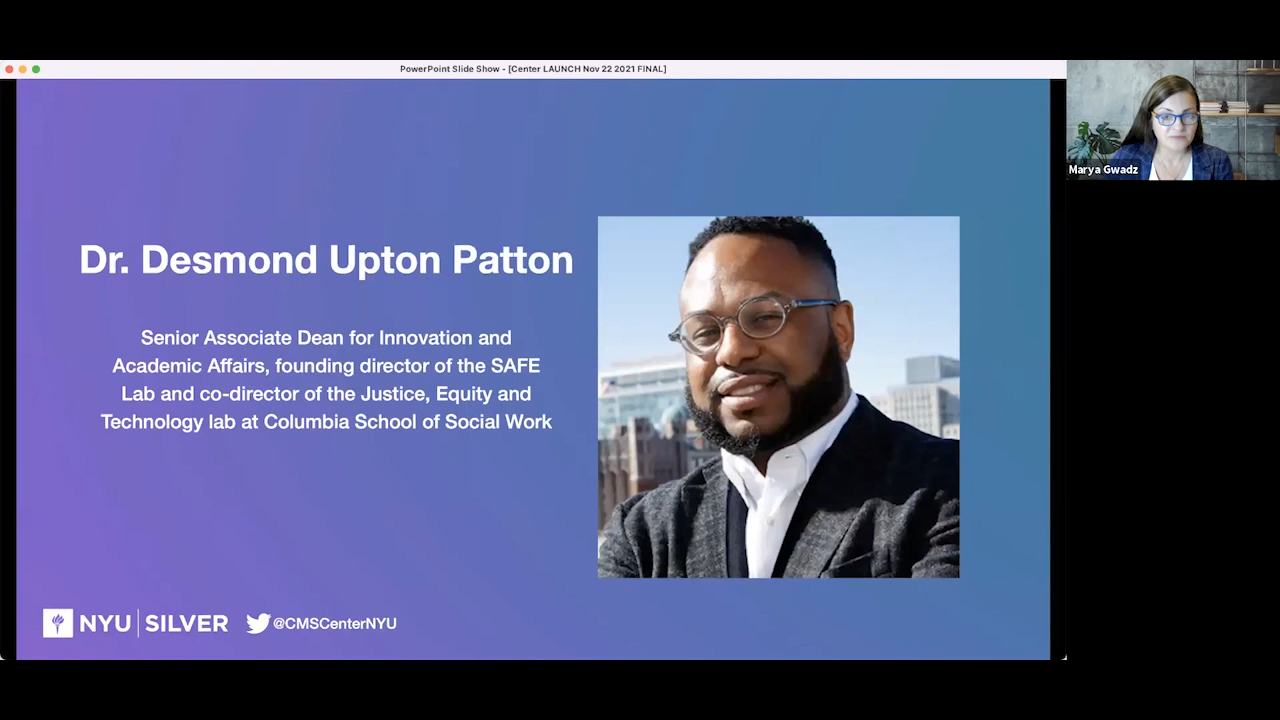 PowerPoint Slide Show - [Center LAUNCH Nov 22 2021 FINAL]
Marya Gwadz
Dr. Desmond Upton Patton
Senior Associate Dean for Innovation and
Academic Affairs, founding director of the SAFE
Lab and co-director of the Justice, Equity and
Technology lab at Columbia School of Social Work
NYU SILVER @CMSCenterNYU